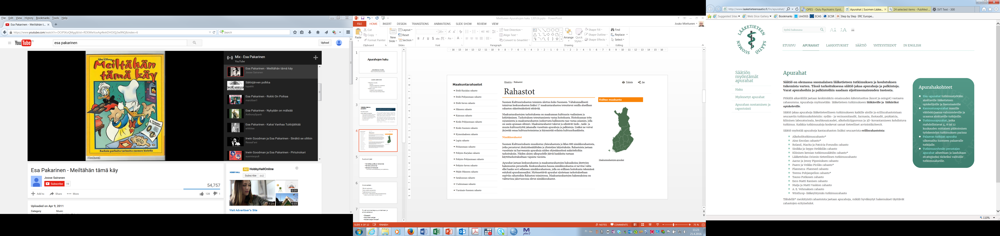 File Edit View History Bookmarks Tools Help
Esa Pakarinen - Meiltähän t...
https://www.youtube.com/watch?v=DCtP5KoQMgg&list=RDEMleVuvAg4knhDHOJQj3w9NQ&index=6
Search
YouTube FI
esa pakarinen
Upload
Walt Disney
Meiltähän
tämä käy
Barksin parhaita tarinoita suomen kielellä
Mix - Esa Pakarinen
YouTube
Esa Pakarinen - Meiltähän tämä käy
Joose Sairanen
Säkkijärven polkka
tupakki
Esa Pakarinen - Rokki On Poikaa
marziban1
Esa Pakarinen - Nykyään on mälsää
AnthonySpank
Esa Pakarinen - Kaksi Vanhaa Tukkijätkää
erkkitee
Irwin Goodman ja Esa Pakarinen - Sinäkö se olitkin
RessaFani
Irwin Goodman ja Esa Pakarinen - Pirtutrokari
suomisopuli
Esa Pakarinen - Meiltähän tämä käy
Joose Sairanen
Subscribe 19
54,757
Add to Share More
128 1
Uploaded on Apr 9, 2011
Category Music
HOBBY HALL
Ad HobbyHallOnline
Subscribe 442
1:23
0:31
6:03
Visit Advertiser's Site
Miettunen Apurahojen haku 120516.pptx - PowerPoint
FILE HOME INSERT DESIGN TRANSITIONS ANIMATIONS SLIDE SHOW REVIEW VIEW
Jouko Miettunen
Paste
Cut
Copy
Format Painter
Clipboard
New
Slide
Layout
Reset
Section
Slides
Font
Text Direction
Align Text
Convert to SmartArt
Paragraph
Arrange
Quick
Styles
Shape Fill
Shape Outline
Shape Effects
Drawing
Find
Replace
Select
Editing
1
Apurahojen haku
2
3
4
5
6
7
Maakuntarahastot
Etelä-Karjalan rahasto
Etelä-Pohjanmaan rahasto
Etelä-Savon rahasto
Hämeen rahasto
Kainuun rahasto
Keski-Pohjanmaan rahasto
Keski-Suomen rahasto
Kymenlaakson rahasto
Lapin rahasto
Pirkanmaan rahasto
Pohjois-Karjalan rahasto
Pohjois-Pohjanmaan rahasto
Pohjois-Savon rahasto
Päijät-Hämeen rahasto
Satakunnan rahasto
Uudenmaan rahasto
Varsinais-Suomen rahasto
Etusivu / Rahastot
Tulosta
Jaa
Rahastot
Suomen Kulttuurirahaston toiminta ulottuu koko Suomeen. Valtakunnallisesti
toimivan keskusrahaston lisäksi 17 maakuntarahastoa toteuttavat omilla alueillaan
rahaston sääntömääräistä tehtävää.
Maakuntarahastojen tarkoituksena on maakunnan kulttuurin vaaliminen ja
kehittäminen. Tarkoituksen toteuttamisesta vastaa hoitokunta. Hoitokunnan työn
sujumisesta ja maakuntarahaston juoksevasta hallinnosta taas vastaa asiamies, jolla
on usein apunaan sihteeri. Maakuntarahastot tukevat ja edistävät tiede-, taide- ja
muuta kulttuurityötä jakamalla vuosittain apurahoja ja palkintoja. Lisäksi ne voivat
järjestää omaa kulttuuritoimintaa ja käynnistää erilaisia kulttuurihankkeita.
Nimikkorahastot
Suomen Kulttuurirahasto muodostuu yleisrahastosta ja lähes 800 nimikkorahastosta,
jotka perustuvat yksityishenkilöiden ja yhteisöjen lahjoituksiin. Rahastoista jaetaan
vuosittain tai harvemmin apurahoja niiden ohjesäännöissä määriteltyihin
tarkoituksiin. Näiden alojen ulkopuolelle jääviä hankkeita tuetaan
käyttötarkoitukseltaan vapaista varoista.
Apurahat jaetaan keskusrahaston ja maakuntarahastojen hakuaikoina jätettyjen
hakemusten perusteella. Keskusrahaston haussa nimikkorahastoa ei tarvitse valita
ellei hanke sovi sellaiseen nimikkorahastoon, jolla on erillinen hoitokunta tekemässä
esityksiä apurahansaajiksi. Myönnettävät apurahat sijoitetaan tarkoitukseltaan
sopiviin rahastoihin Rahaston toimistossa. Maakuntarahastojen hakemuksissa on
valittavissa jakovuorossa olevat nimikkorahastot.
Valitse maakunta
Maakuntarahastojen apurahat
SLIDE 4 OF 12 FINNISH
NOTES COMMENTS 75 %
FI
11:23
21.4.2016
http://www.laaketieteensaatio.fi/fin/apurahat/
OPES - Oulu Psychiatric Epid...
Apurahat | Suomen Lääke...
24 selected items - PubMed ...
SVT Text - 300
Suggested Sites Web Slice Gallery Bookmarks UniOGS ECAS ECSR Step by Step ERC Europe...
SUOMEN LÄÄKETIETEEN SÄÄTIÖ
Syötä hakusana
ETUSIVU APURAHAT LAHJOITUKSET SÄÄTIÖ YHTEYSTIEDOT IN ENGLISH
Säätiön
myöntämät
apurahat
Haku
Myönnetyt apurahat
Apurahan nostaminen ja
raportointi
Apurahat
Säätiö on olemassa suomalaisen lääketieteen tutkimuksen ja koulutuksen
tukemista varten. Tässä tarkoituksessa säätiö jakaa apurahoja ja palkintoja.
Varat apurahoihin ja palkintoihin saadaan sijoitusomaisuuden tuotosta.
Pitkällä aikavälillä jaetaan keskimäärin omaisuuden käteistuottoa (korot ja osingot) vastaava
rahasumma. Apurahoja myönnetään lääketieteen tutkimukseen lääkäreille ja lääkäriksi
opiskeleville.
Säätiö jakaa apurahoja lääketieteelliseen tutkimukseen kaikille aloille ja erillisrahastoistaan
seuraaviin tutkimuskohteisiin: sydän- ja verisuonitaudit, farmasia, ihotaudit, psykiatria,
kliininen laboratorioala, keuhkosairaudet, alkoholiriippuvuus ja 3D-kuvantamiseen kohdistuva
tutkimus. Kaikkia tutkimusaloja koskevat samat tieteelliset arviointikriteerit.
Säätiö myöntää apurahoja kantarahaston lisäksi seuraavista erillisrahastoista:
Alkoholitutkimusrahasto*
Aino Eerolan rahasto*
Roland, Marita ja Patricia Freundin rahasto
Sinikka ja Seppo Heikkilän rahasto
Kliinisen kemian tutkimussäätiön rahasto*
Lääketehdas Orionin tieteellinen tutkimusrahasto
Aarno ja Jenny Piponiuksen rahasto
Paavo ja Veikko Pirilän rahasto*
Planmeca-Planmed rahasto
Teemu Pohjanpellon rahasto*
Tauno Putkosen rahasto
Eero Matti Ranisen rahasto
Maija ja Matti Vaskion rahasto
A. E. Vehmaksen rahasto
Winthrop-lääkeyhtymän tutkimusrahasto
Tähdellä* merkityistä rahastoista jaetaan apurahoja, mikäli hyväksytyt hakemukset täyttävät
rahastojen erityisehdot.
Apurahakohteet
Eka-apurahat tutkimustyötään
aloittaville lääketieteen
opiskelijoille ja lisensiaateille
Kannustusapurahat nuorille
väitöskirjaansa valmisteleville ja
uraansa aloittaville tutkijoille.
Tutkimusapurahat, jotka
mahdollistavat 4, 8 tai 12
kuukauden mittaisen päätoimisen
työskentelyn tutkimuksen parissa
Palaavan tutkijan apuraha
ulkomailta Suomeen palaavalle
tutkijalle.
Tutkimusryhmän perustajan
apurahat aiheeltaan ja laadultaan
strategiseksi tärkeiksi valituille
tutkimusalueille.
110%